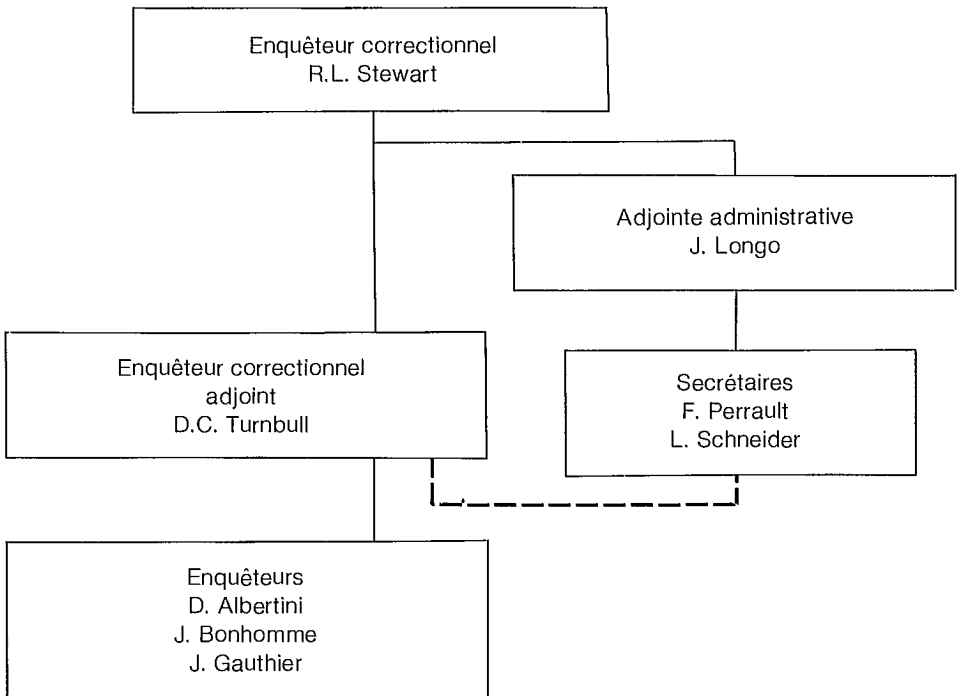 Enquêteur correctionnel
R.L. Stewart
Adjointe administrative
J. Longo
Enquêteur correctionnel
adjoint
D.C. Turnbull
Secrétaires
F. Perrault
L. Schneider
Enquêteurs
D. Albertini
J. Bonhomme
J. Gauthier